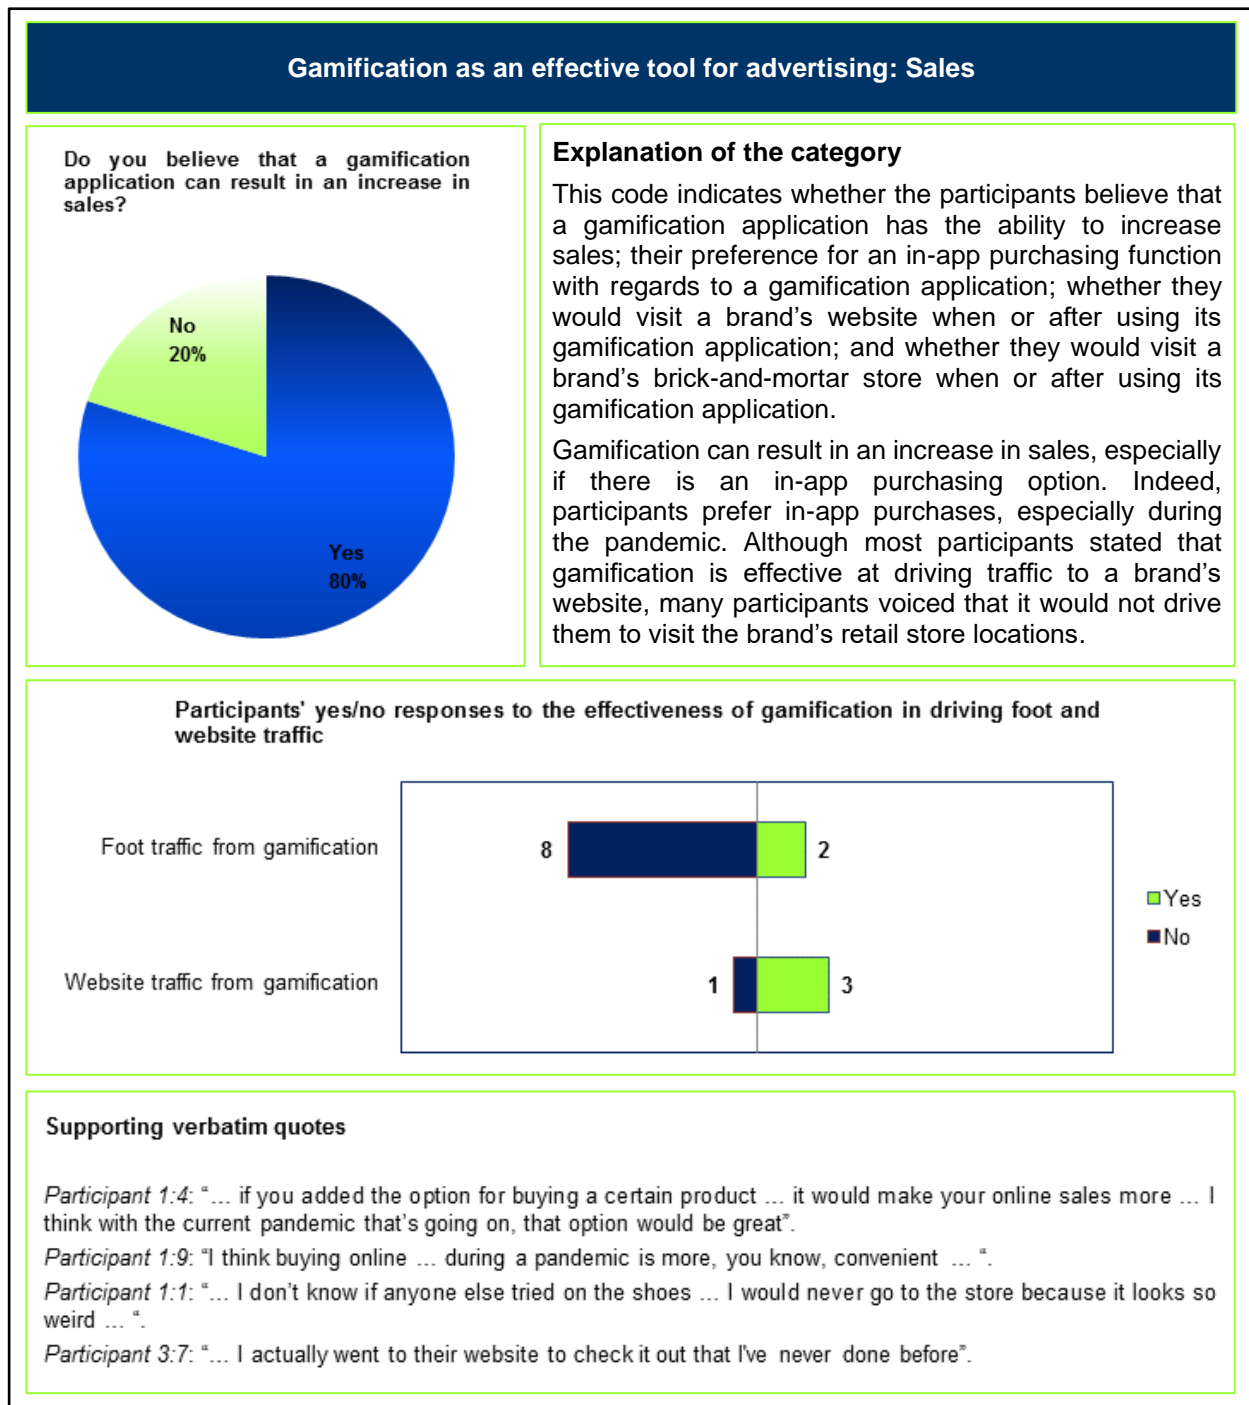 Gamification as an effective tool for advertising: Sales
Do you believe that a gamification
application can result in an increase in
sales?
No
20%
Yes
80%
Explanation of the category
This code indicates whether the participants believe that
a gamification application has the ability to increase
sales; their preference for an in-app purchasing function
with regards to a gamification application; whether they
would visit a brand’s website when or after using its
gamification application; and whether they would visit a
brand’s brick-and-mortar store when or after using its
gamification application.
Gamification can result in an increase in sales, especially
if there is an in-app purchasing option. Indeed,
participants prefer in-app purchases, especially during
the pandemic. Although most participants stated that
gamification is effective at driving traffic to a brand’s
website, many participants voiced that it would not drive
them to visit the brand’s retail store locations.
Participants' yes/no responses to the effectiveness of gamification in driving foot and
website traffic
Foot traffic from gamification
8
2
Website traffic from gamification
1
3
Yes
No
Supporting verbatim quotes
Participant 1:4: “… if you added the option for buying a certain product … it would make your online sales more … I
think with the current pandemic that’s going on, that option would be great”.
Participant 1:9: “I think buying online … during a pandemic is more, you know, convenient … “.
Participant 1:1: “… I don’t know if anyone else tried on the shoes … I would never go to the store because it looks so
weird … “.
Participant 3:7: “… I actually went to their website to check it out that I've never done before”.